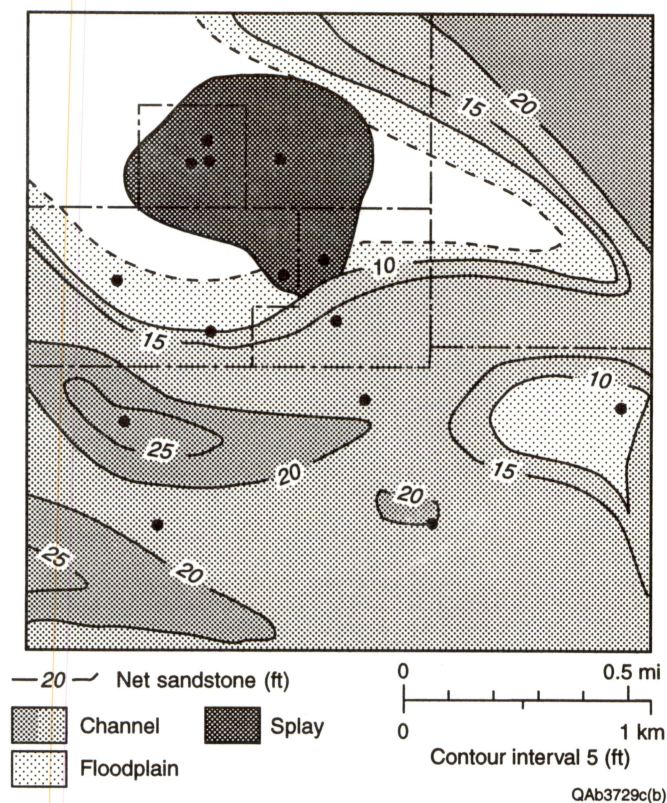 20
15
10
15
10
25
20
15
20
25
20
20 Net sandstone (ft)
Channel
Splay
Floodplain
0 0.5 mi
0 1 km
Contour interval 5 (ft)
QAb3729c(b)